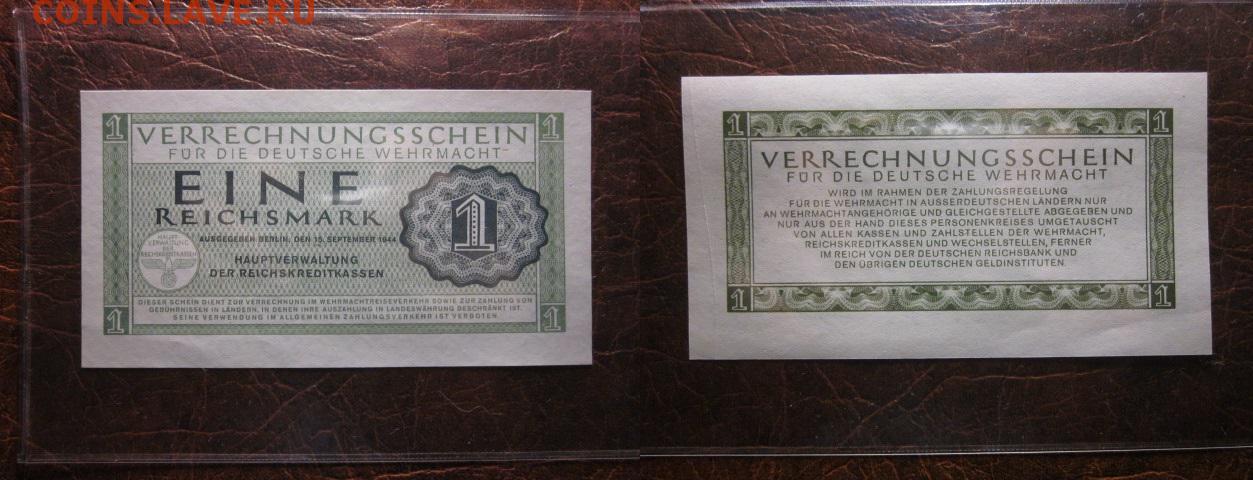 COINS.LAVE.RU
1 1
VERRECHNUNGSSCHEIN
FÜR DIE DEUTSCHE WEHRMACHT
EINE
REICHSMARK
1
AUSGEGEBEN BERLIN, DEN 15. SEPTEMBER 1944
HAUPT-
VERWALTUNG
DER
REICHSKREDITKASSEN
HAUPTVERWALTUNG
DER REICHSKREDITKASSEN
DIESER SCHEIN DIENT ZUR VERRECHNUNG IM WEHRMACHTREISEVERKEHR SOWIE ZUR ZAHLUNG VON
GEBÜHRNISSEN IN LÄNDERN, IN DENEN IHRE AUSZAHLUNG IN LANDESWÄHRUNG BESCHRÄNKT IST.
SEINE VERWENDUNG IM ALLGEMEINEN ZAHLUNGSVERKEHR IST VERBOTEN.
1 1
1 1
VERRECHNUNGSSCHEIN
FÜR DIE DEUTSCHE WEHRMACHT
WIRD IM RAHMEN DER ZAHLUNGSREGELUNG
FÜR DIE WEHRMACHT IN AUSSERDEUTSCHEN LÄNDERN NUR
AN WEHRMACHTANGEHÖRIGE UND GLEICHGESTELLTE ABGEGEBEN UND
NUR AUS DER HAND DIESES PERSONENKREISES UMGETAUSCHT
VON ALLEN KASSEN UND ZAHLSTELLEN DER WEHRMACHT,
REICHSKREDITKASSEN UND WECHSELSTELLEN, FERNER
IM REICH VON DER DEUTSCHEN REICHSBANK UND
DEN ÜBRIGEN DEUTSCHEN GELDINSTITUTEN.
1 1